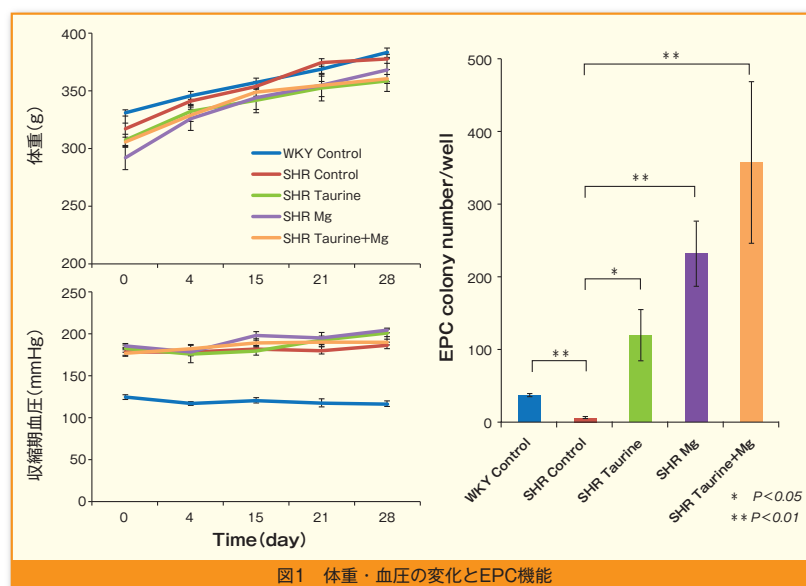 400
350
300
250
200
体重(g)
WKY Control
SHR Control
SHR Taurine
SHR Mg
SHR Taurine+Mg
0 4 15 21 28
250
200
150
100
50
0
収縮期血圧(mmHg)
0 4 15 21 28
Time(day)
500
400
300
200
100
0
EPC colony number/well
**
**
*
**
WKY Control
SHR Control
SHR Taurine
SHR Mg
SHR Taurine+Mg
* P<0.05
** P<0.01
図1 体重・血圧の変化とEPC機能